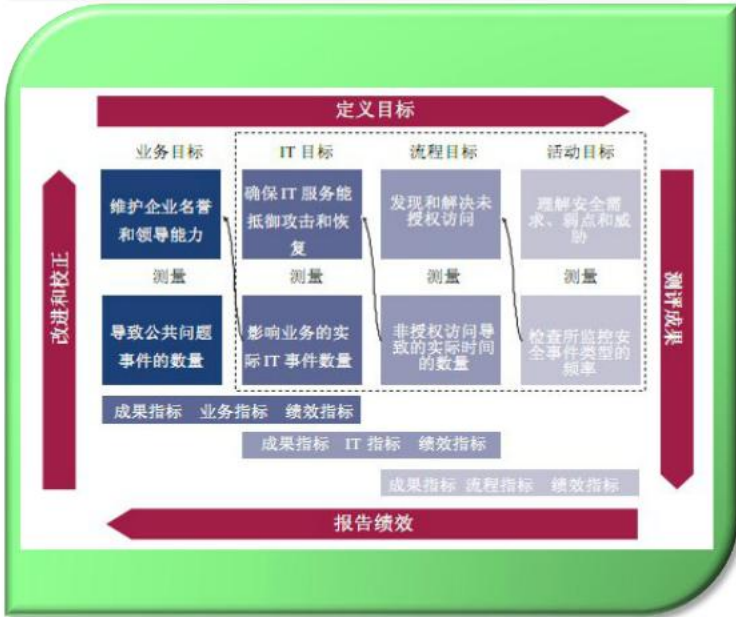 定义目标
业务目标
IT 目标
流程目标
活动目标
维护企业名誉
和领导能力
确保 IT 服务能
抵御攻击和恢
复
发现和解决未
授权访问
理解安全需
求、弱点和威
胁
测量
测量
测量
测量
导致公共问题
事件的数量
影响业务的实
际 IT 事件数量
非授权访问导
致的实际时间
的数量
检查所监控安
全事件类型的
频率
成果指标 业务指标 绩效指标
成果指标 IT 指标 绩效指标
成果指标 流程指标 绩效指标
改进和校正
测评成果
报告绩效